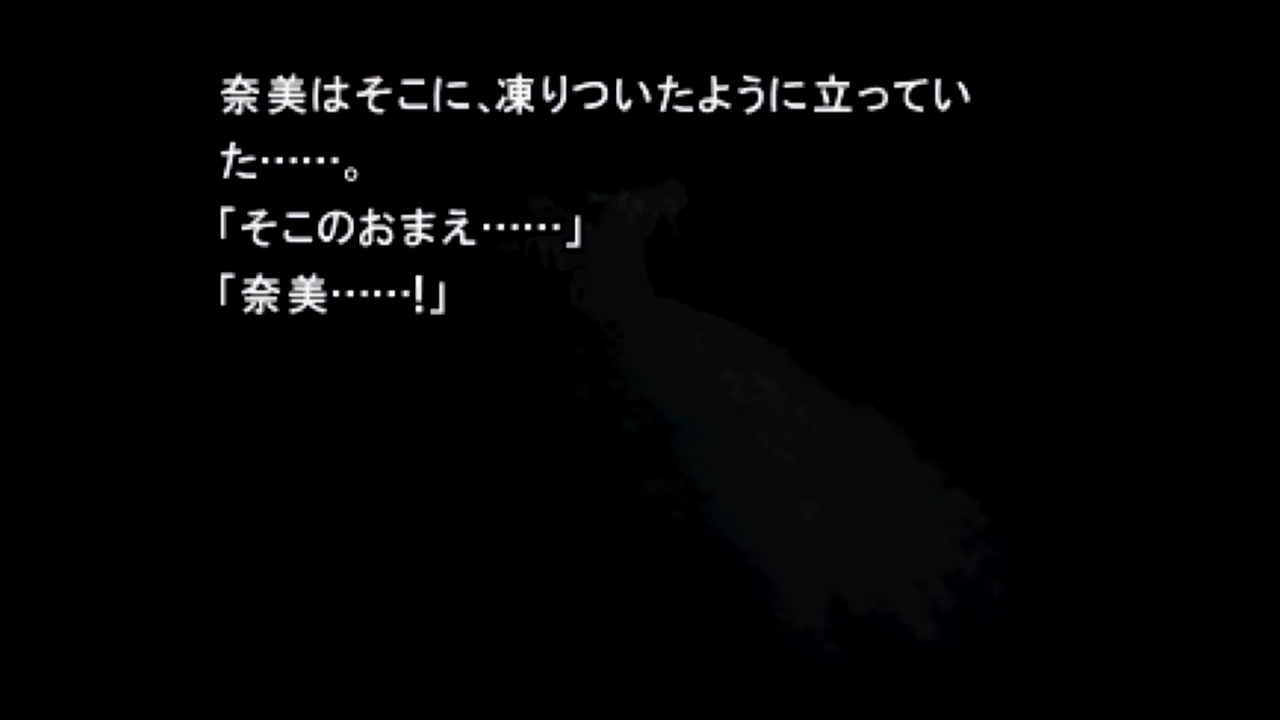 奈美はそこに、凍りついたように立ってい
た……。
「そこのおまえ……」
「奈美……!」